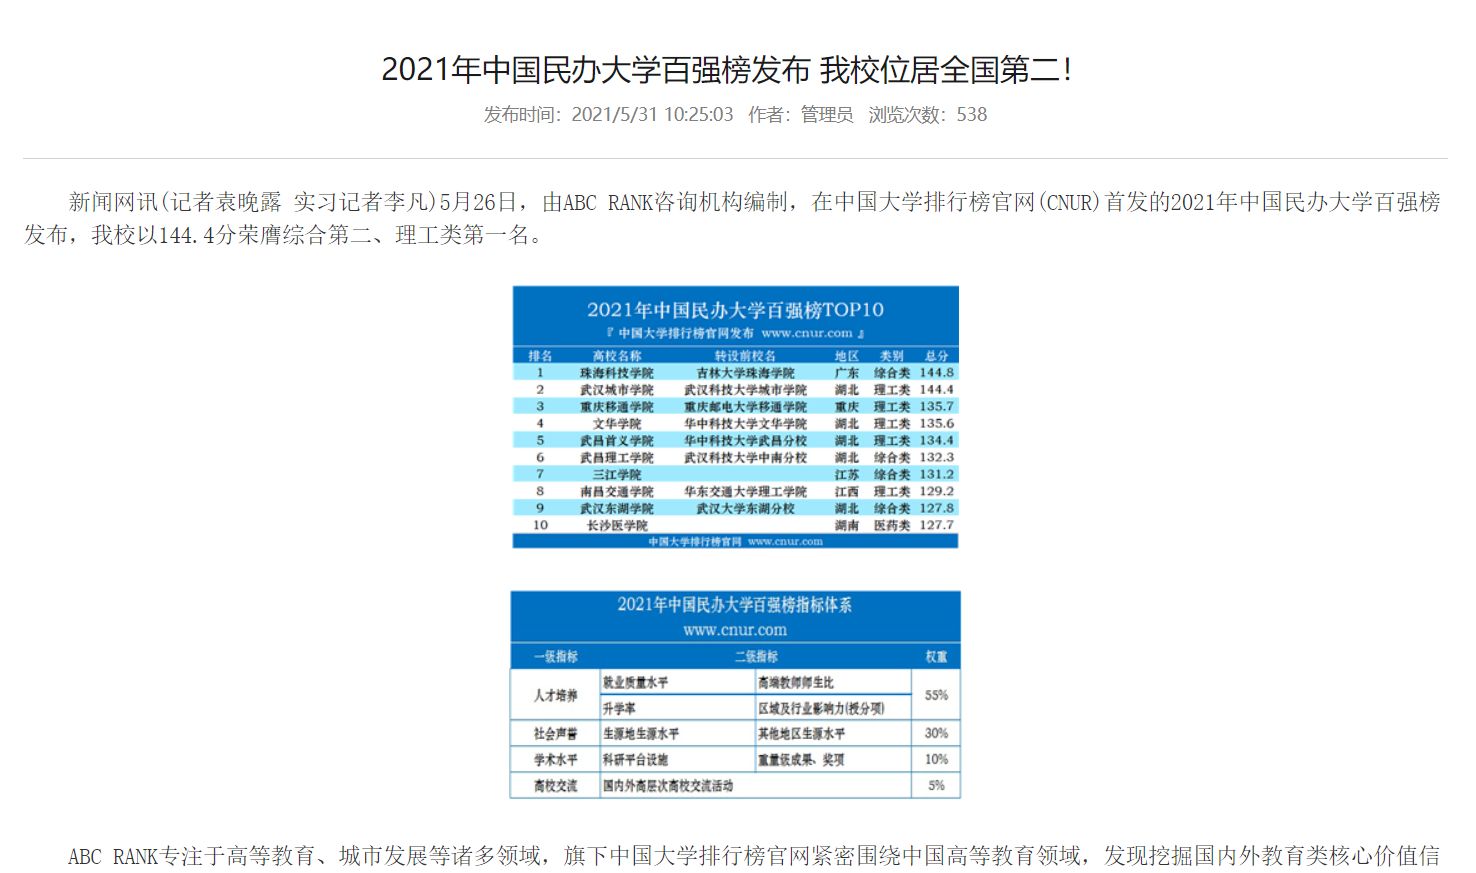 2021年中国民办大学百强榜发布 我校位居全国第二！
发布时间：2021/5/31 10:25:03 作者：管理员 浏览次数：538
新闻网讯(记者袁晚露 实习记者李凡)5月26日，由ABC RANK咨询机构编制，在中国大学排行榜官网(CNUR)首发的2021年中国民办大学百强榜
发布，我校以144.4分荣膺综合第二、理工类第一名。
2021年中国民办大学百强榜TOP10
『 中国大学排行榜官网发布 www.cnur.com 』
排名 高校名称 转设前校名 地区 类别 总分
1 珠海科技学院 吉林大学珠海学院 广东 综合类 144.8
2 武汉城市学院 武汉科技大学城市学院 湖北 理工类 144.4
3 重庆移通学院 重庆邮电大学移通学院 重庆 理工类 135.7
4 文华学院 华中科技大学文华学院 湖北 理工类 135.6
5 武昌首义学院 华中科技大学武昌分校 湖北 理工类 134.4
6 武昌理工学院 武汉科技大学中南分校 湖北 综合类 132.3
7 三江学院 江苏 综合类 131.2
8 南昌交通学院 华东交通大学理工学院 江西 理工类 129.2
9 武汉东湖学院 武汉大学东湖分校 湖北 综合类 127.8
10 长沙医学院 湖南 医药类 127.7
中国大学排行榜官网 www.cnur.com
2021年中国民办大学百强榜指标体系
www.cnur.com
一级指标 二级指标 权重
人才培养 就业质量水平 高端教师师生比 55%
升学率 区域及行业影响力(授分项)
社会声誉 生源地生源水平 其他地区生源水平 30%
学术水平 科研平台设施 重量级成果、奖项 10%
高校交流 国内外高层次高校交流活动 5%
ABC RANK专注于高等教育、城市发展等诸多领域，旗下中国大学排行榜官网紧密围绕中国高等教育领域，发现挖掘国内外教育类核心价值信